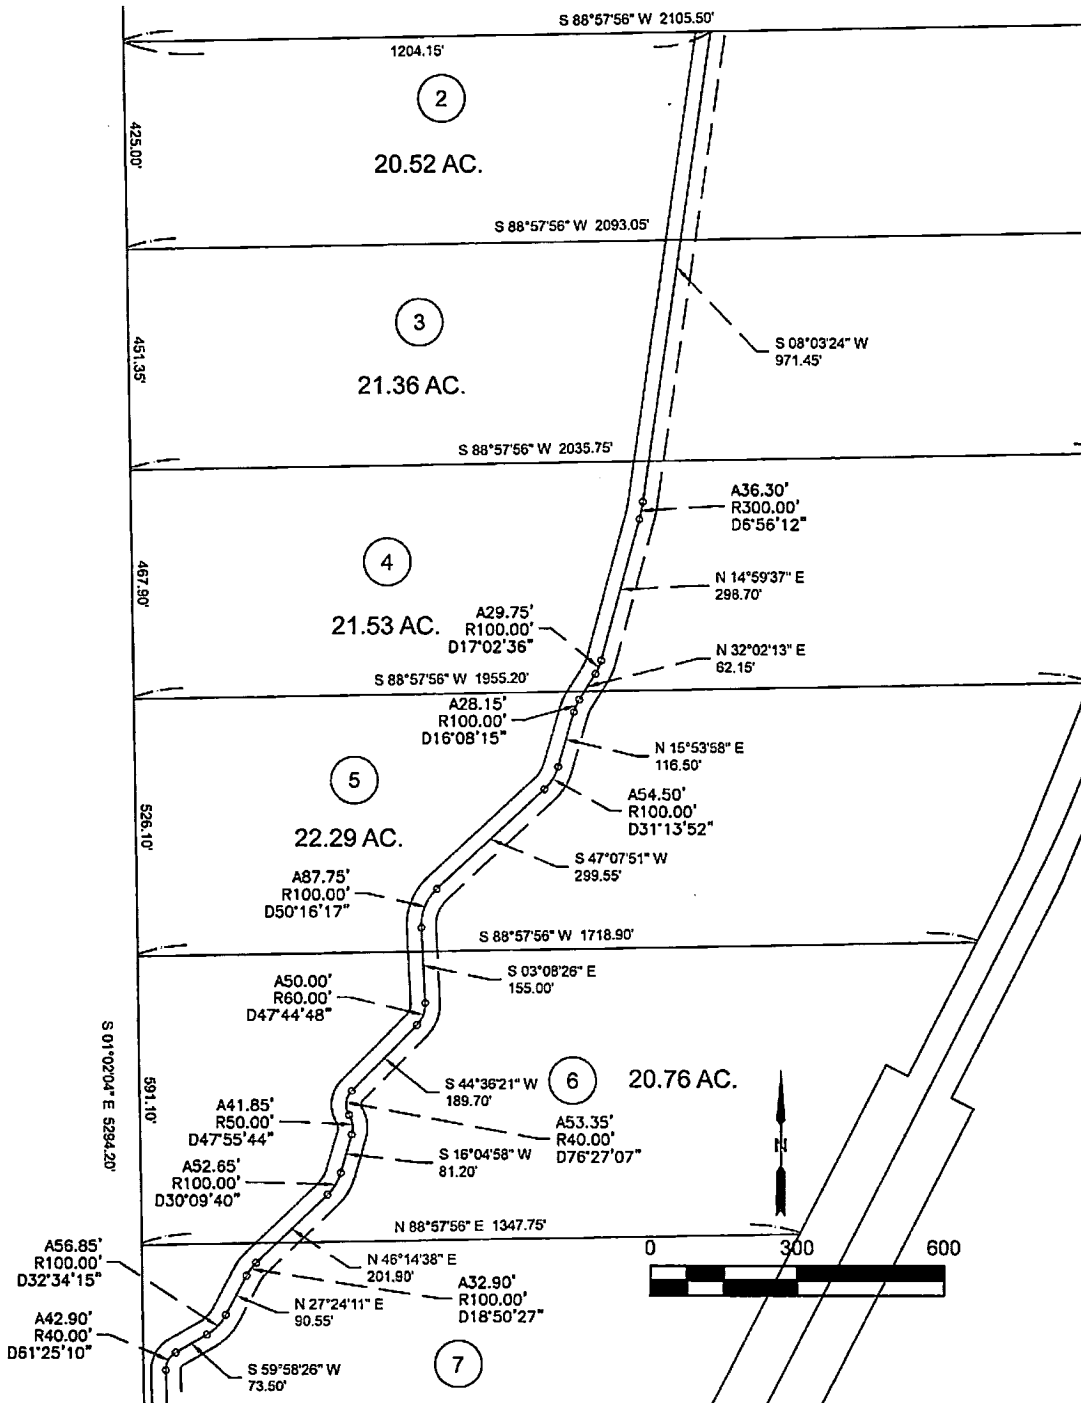 S 88°57'56" W 2105.50'
1204.15'
2
425.00'
20.52 AC.
S 88°57'56" W 2093.05'
3
S 08°03'24" W
971.45'
451.35'
21.36 AC.
S 88°57'56" W 2035.75'
A36.30'
R300.00'
D6°56'12"
4
467.90'
N 14°59'37" E
298.70'
A29.75'
R100.00'
D17°02'36"
21.53 AC.
N 32°02'13" E
62.15'
S 88°57'56" W 1955.20'
A28.15'
R100.00'
D16°08'15"
N 15°53'58" E
116.50'
5
A54.50'
R100.00'
D31°13'52"
526.10'
22.29 AC.
S 47°07'51" W
299.55'
A87.75'
R100.00'
D50°16'17"
S 88°57'56" W 1718.90'
S 03°08'26" E
155.00'
A50.00'
R60.00'
D47°44'48"
S 01°02'04" E 5294.20'
591.10'
S 44°36'21" W
189.70'
6
20.76 AC.
A41.85'
R50.00'
D47°55'44"
A53.35'
R40.00'
D76°27'07"
S 16°04'58" W
81.20'
N
A52.65'
R100.00'
D30°09'40"
N 88°57'56" E 1347.75'
0 300 600
A56.85'
R100.00'
D32°34'15"
N 46°14'38" E
201.90'
A32.90'
R100.00'
D18°50'27"
N 27°24'11" E
90.55'
A42.90'
R40.00'
D61°25'10"
S 59°58'26" W
73.50'
7